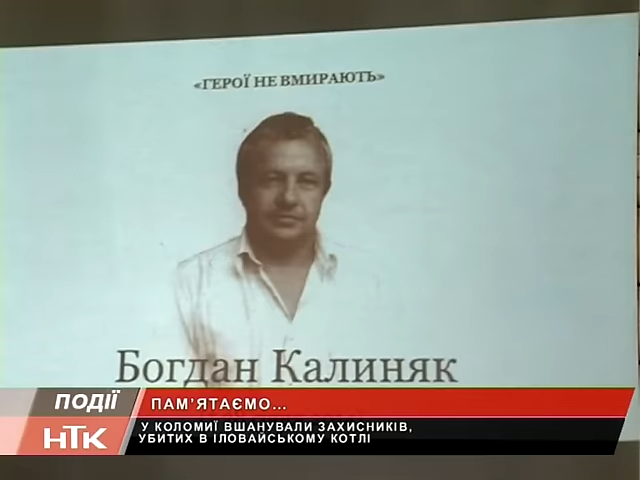 «ГЕРОЇ НЕ ВМИРАЮТЬ»
Богдан Калиняк
ПОДІЇ
ПАМ'ЯТАЄМО...
НТК
У КОЛОМИЇ ВШАНУВАЛИ ЗАХИСНИКІВ,
УБИТИХ В ІЛОВАЙСЬКОМУ КОТЛІ